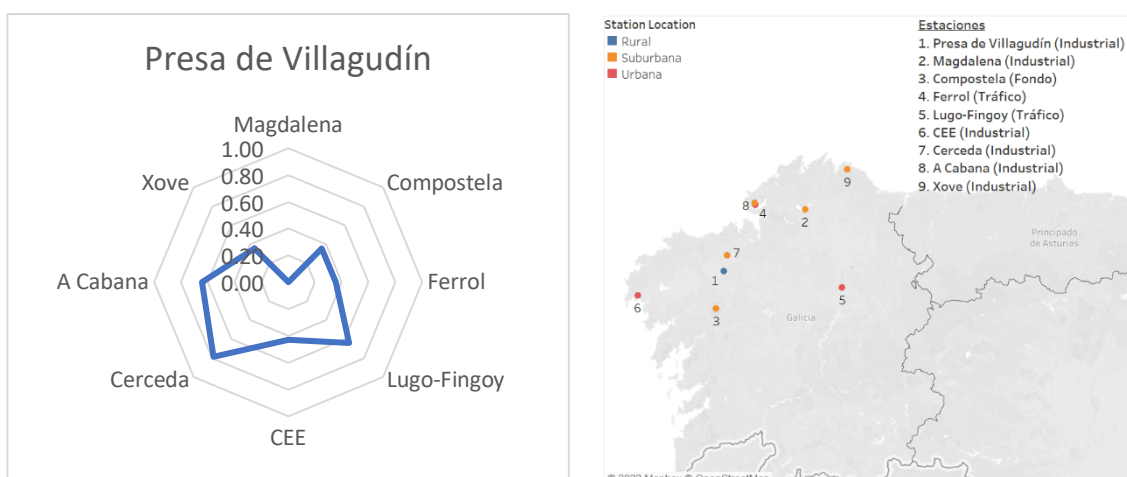 Presa de Villagudín
Magdalena
1.00
0.80
0.60
0.40
0.20
0.00
Compostela
Ferrol
Lugo-Fingoy
CEE
Cerceda
A Cabana
Xove
Station Location
Rural
Suburbana
Urbana
Estaciones
1. Presa de Villagudín (Industrial)
2. Magdalena (Industrial)
3. Compostela (Fondo)
4. Ferrol (Tráfico)
5. Lugo-Fingoy (Tráfico)
6. CEE (Industrial)
7. Cerceda (Industrial)
8. A Cabana (Industrial)
9. Xove (Industrial)
9
8
4
2
7
1
6
5
3
Galicia
Principado
de Asturias